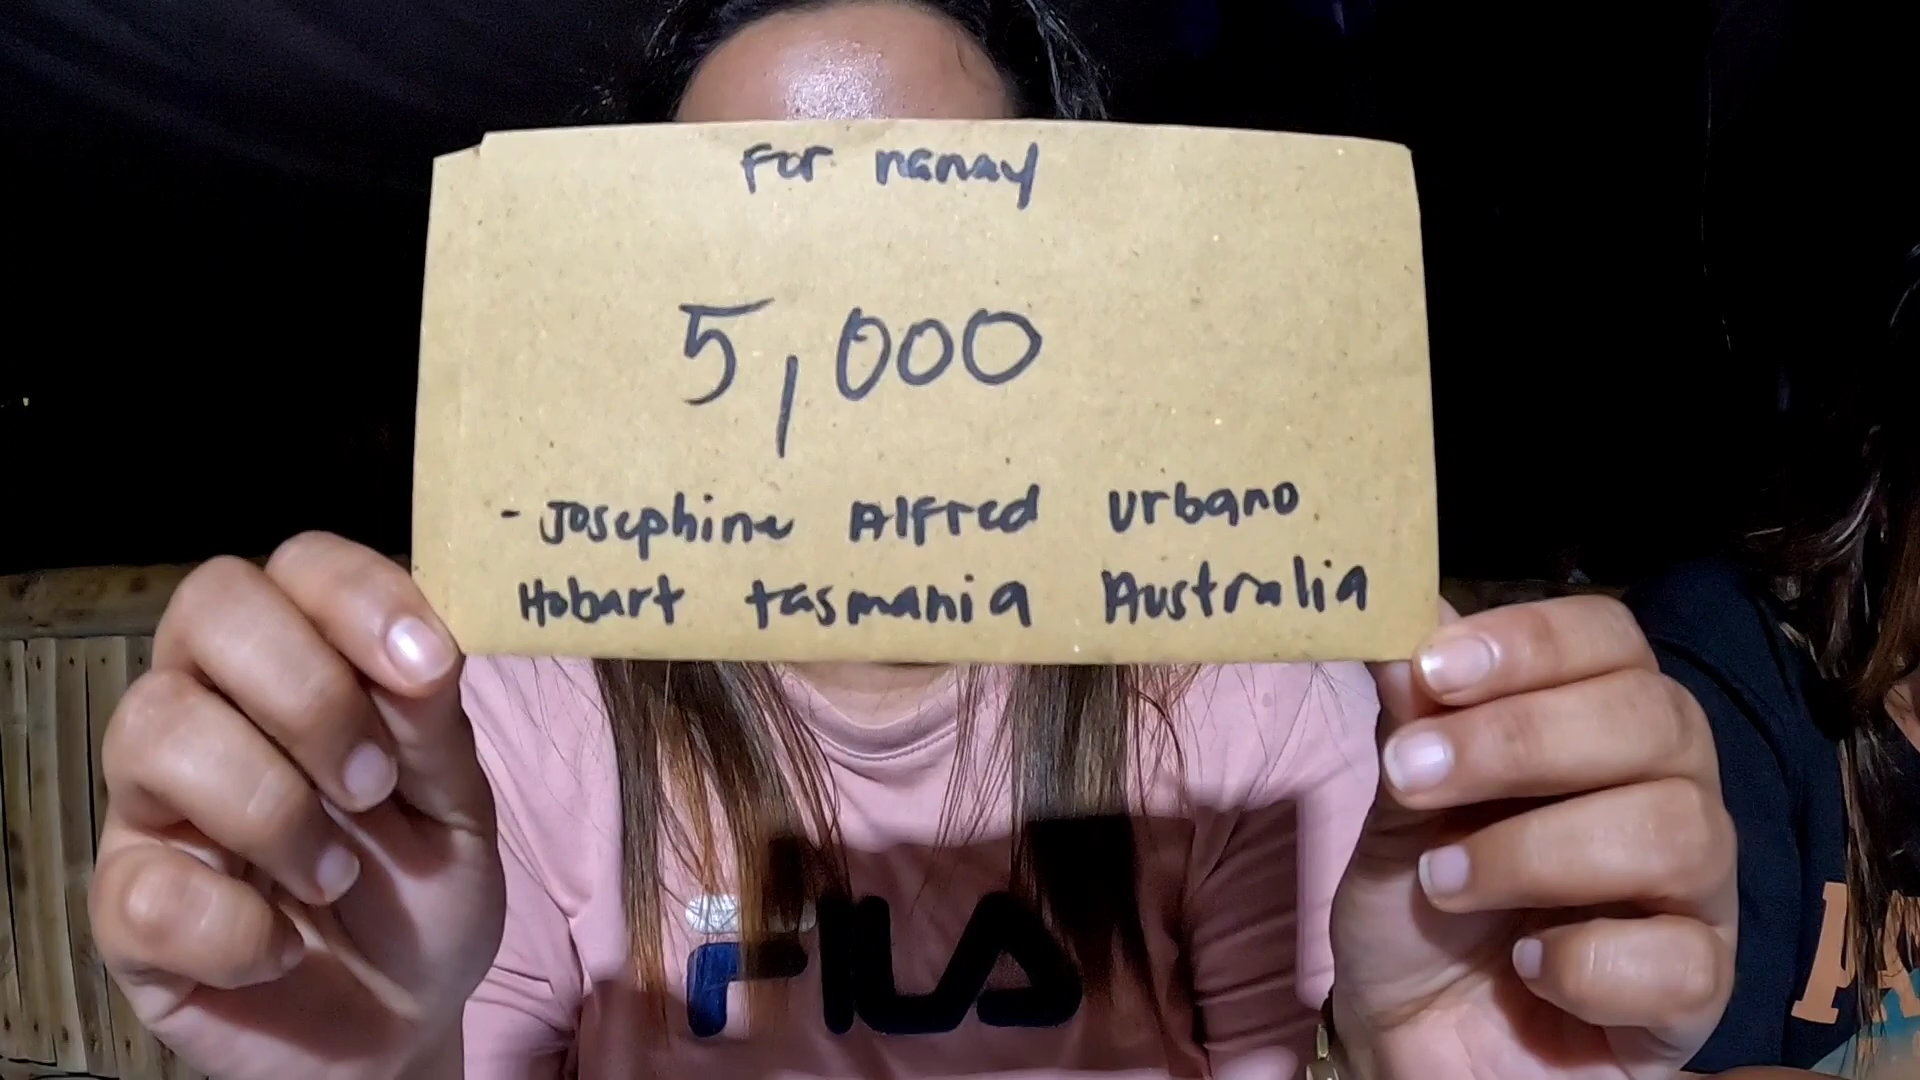 For nanay
5,000
- Josephine Alfred urbano
Hobart tasmania Australia
FILA